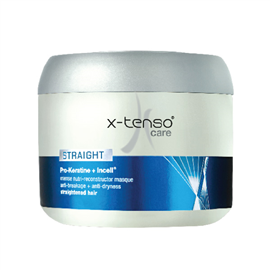 x-tenso®
care
STRAIGHT
Pro-Keratine + Incell®
intense nutri-reconstructor masque
anti-breakage + anti-dryness
straightened hair